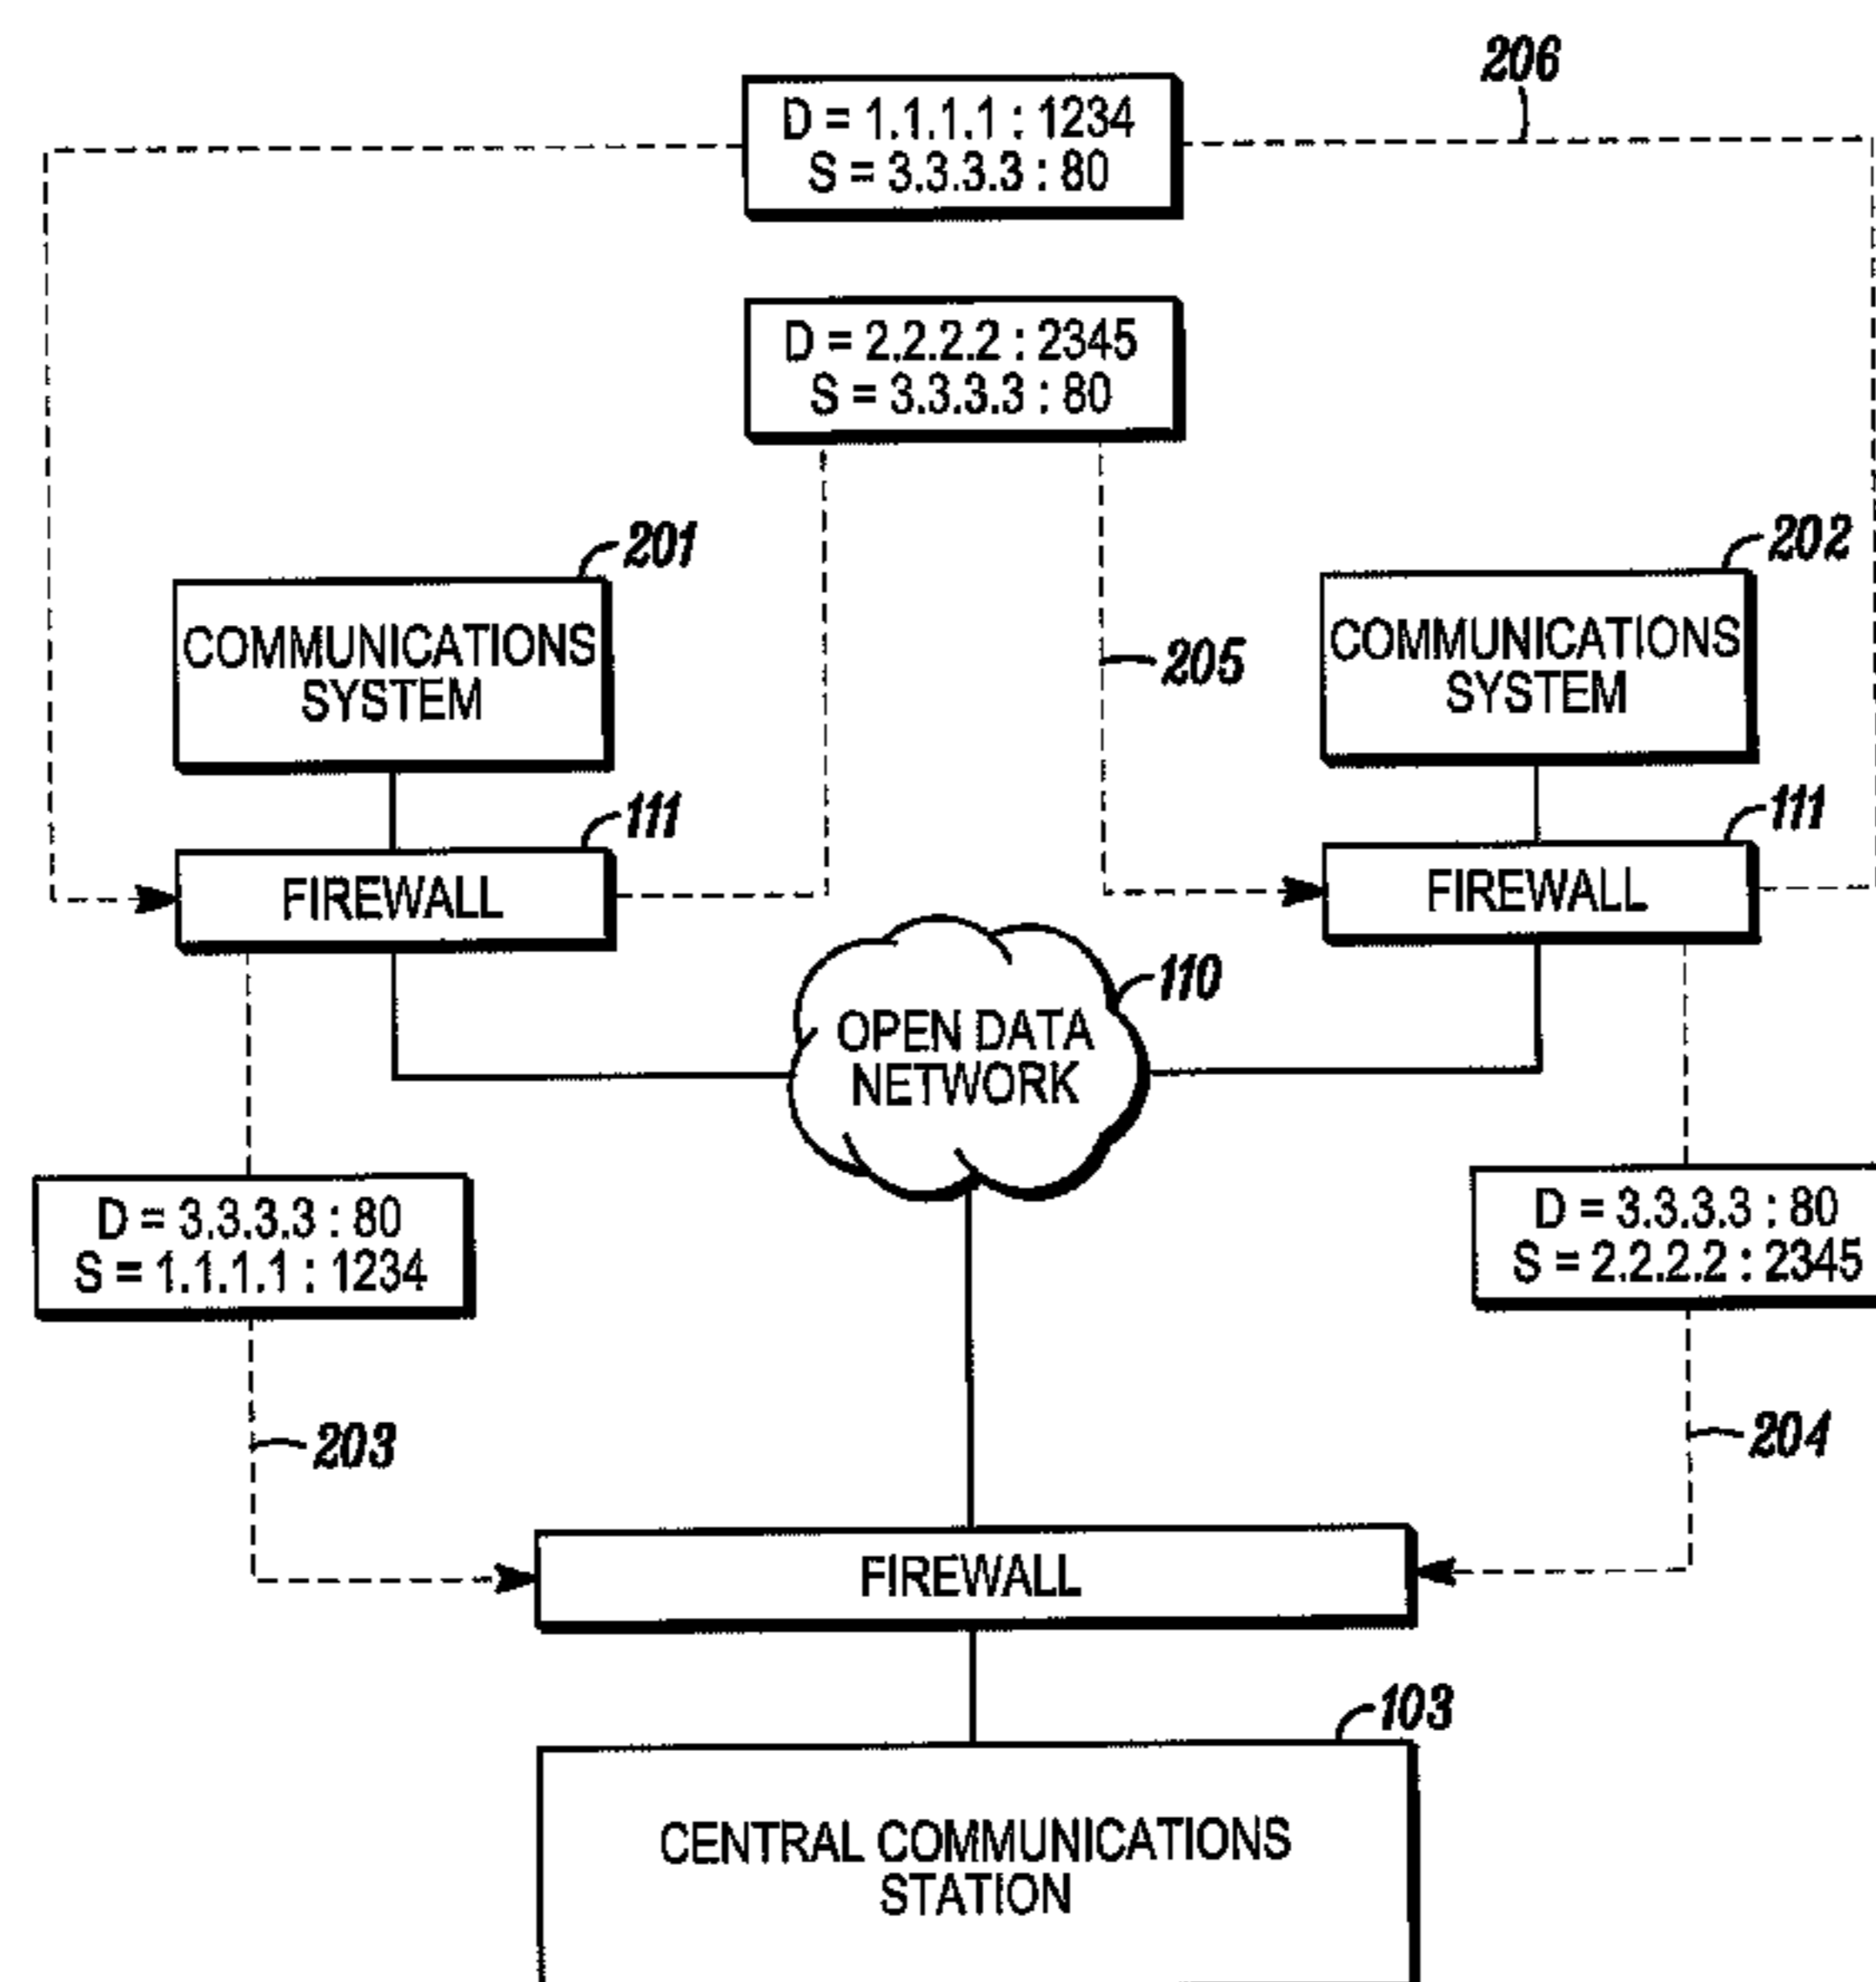 206
D = 1.1.1.1 : 1234
S = 3.3.3.3 : 80
D = 2.2.2.2 : 2345
S = 3.3.3.3 : 80
201
202
COMMUNICATIONS
SYSTEM
205
COMMUNICATIONS
SYSTEM
111
111
FIREWALL
FIREWALL
110
OPEN DATA
NETWORK
D = 3.3.3.3 : 80
S = 1.1.1.1 : 1234
D = 3.3.3.3 : 80
S = 2.2.2.2 : 2345
203
204
FIREWALL
103
CENTRAL COMMUNICATIONS
STATION